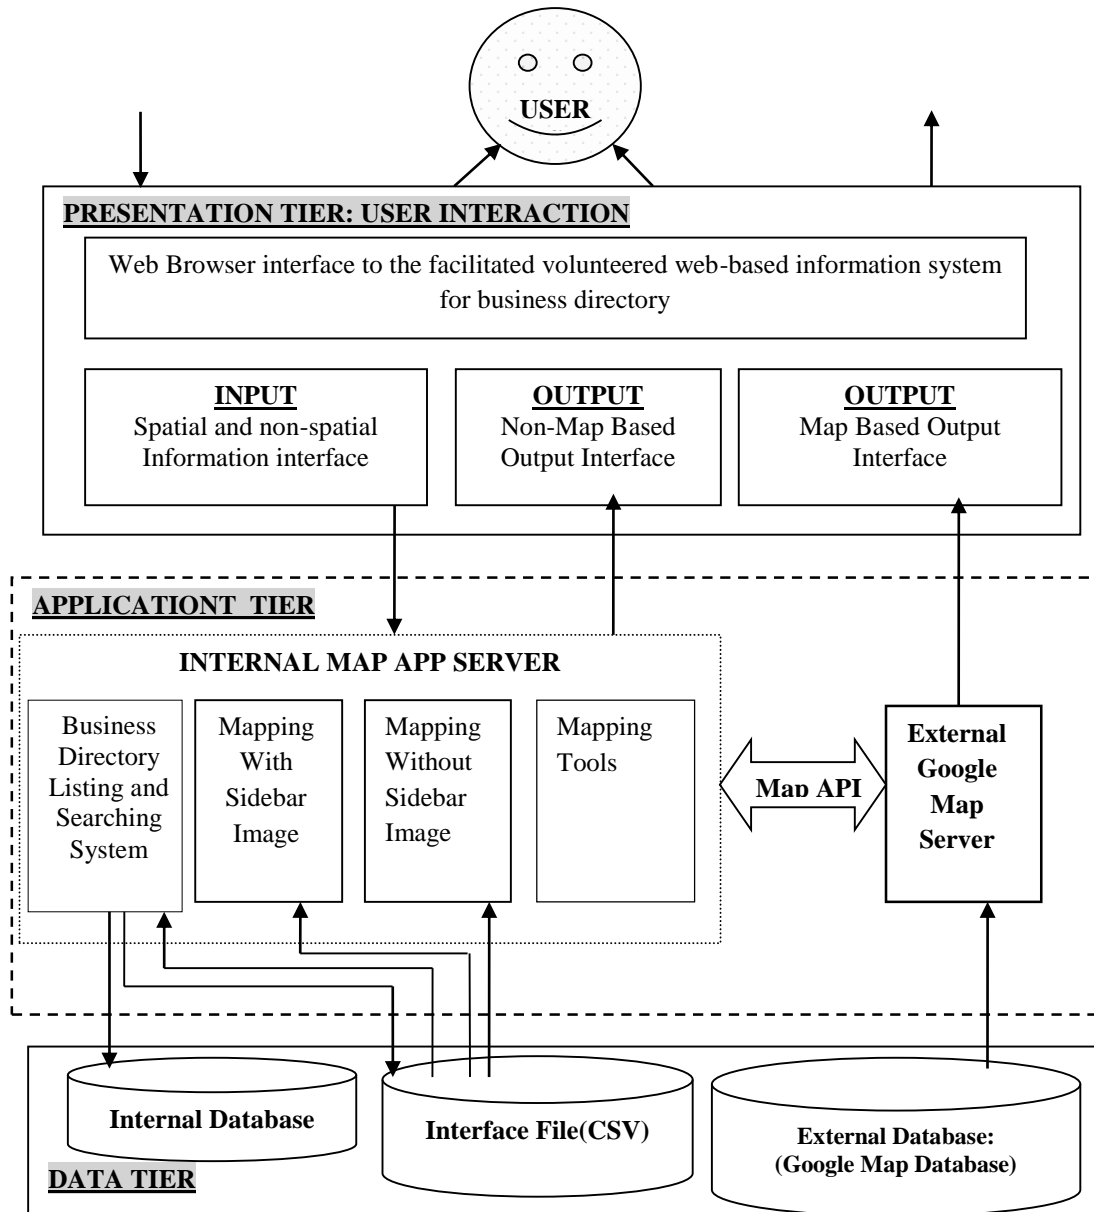 USER
PRESENTATION TIER: USER INTERACTION
Web Browser interface to the facilitated volunteered web-based information system
for business directory
INPUT
Spatial and non-spatial
Information interface
OUTPUT
Non-Map Based
Output Interface
OUTPUT
Map Based Output
Interface
APPLICATIONT TIER
INTERNAL MAP APP SERVER
Business
Directory
Listing and
Searching
System
Mapping
With
Sidebar
Image
Mapping
Without
Sidebar
Image
Mapping
Tools
Map API
External
Google
Map
Server
Internal Database
Interface File(CSV)
External Database:
(Google Map Database)
DATA TIER